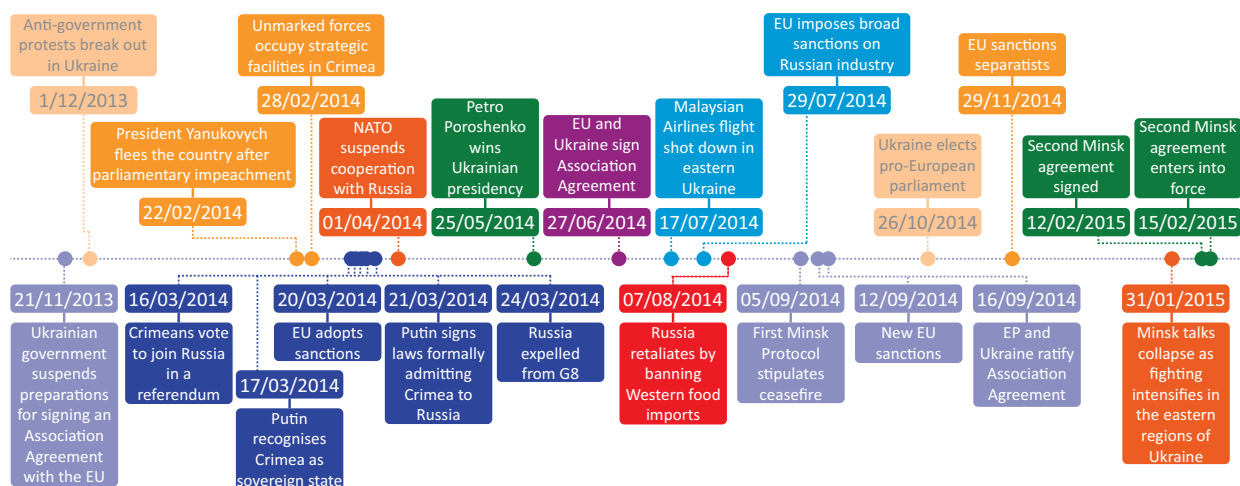 Anti-government
protests break out
in Ukraine
1/12/2013
President Yanukovych
flees the country after
parliamentary impeachment
22/02/2014
Unmarked forces
occupy strategic
facilities in Crimea
28/02/2014
NATO
suspends
cooperation
with Russia
01/04/2014
Petro
Poroshenko
wins
Ukrainian
presidency
25/05/2014
EU and
Ukraine sign
Association
Agreement
27/06/2014
Malaysian
Airlines flight
shot down in
eastern
Ukraine
17/07/2014
EU imposes broad
sanctions on
Russian industry
29/07/2014
Ukraine elects
pro-European
parliament
26/10/2014
EU sanctions
separatists
29/11/2014
Second Minsk
agreement
signed
12/02/2015
Second Minsk
agreement
enters into
force
15/02/2015
21/11/2013
Ukrainian
government
suspends
preparations
for signing an
Association
Agreement
with the EU
16/03/2014
Crimeans vote
to join Russia
in a
referendum
17/03/2014
Putin
recognises
Crimea as
sovereign state
20/03/2014
EU adopts
sanctions
21/03/2014
Putin signs
laws formally
admitting
Crimea to
Russia
24/03/2014
Russia
expelled
from G8
07/08/2014
Russia
retaliates by
banning
Western food
imports
05/09/2014
First Minsk
Protocol
stipulates
ceasefire
12/09/2014
New EU
sanctions
16/09/2014
EP and
Ukraine ratify
Association
Agreement
31/01/2015
Minsk talks
collapse as
fighting
intensifies in
the eastern
regions of
Ukraine